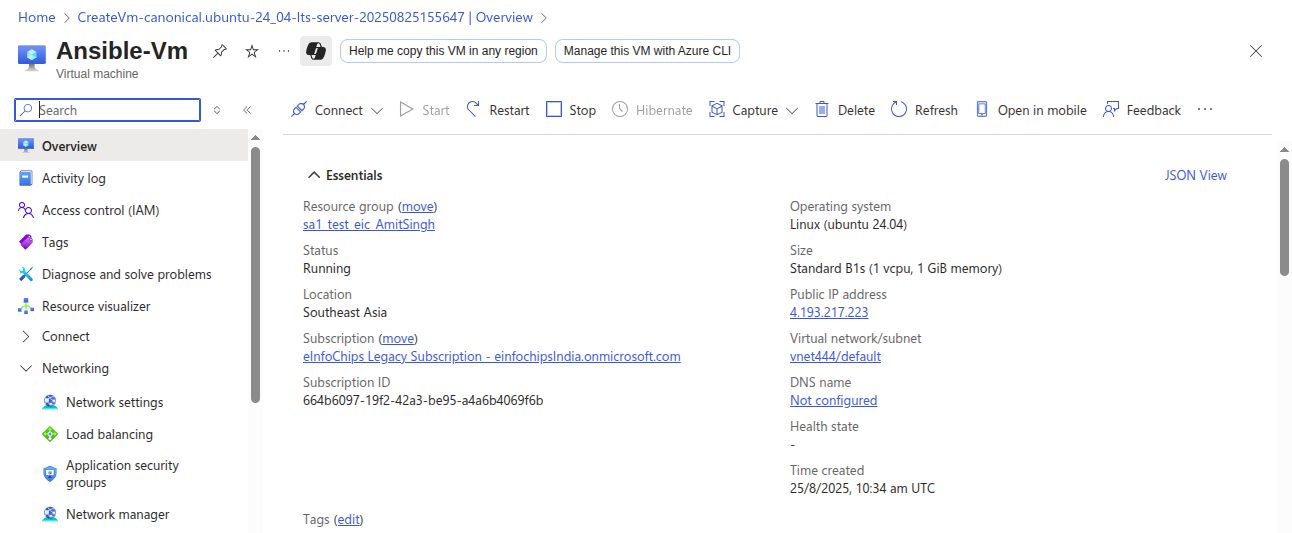 Home > CreateVm-canonical.ubuntu-24_04-lts-server-20250825155647 | Overview >
Ansible-Vm
Virtual machine
Help me copy this VM in any region
Manage this VM with Azure CLI
Search
Connect
Start
Restart
Stop
Hibernate
Capture
Delete
Refresh
Open in mobile
Feedback
Overview
Activity log
Access control (IAM)
Tags
Diagnose and solve problems
Resource visualizer
Connect
Networking
Network settings
Load balancing
Application security
groups
Network manager
Essentials
JSON View
Resource group (move)
sa1_test_eic_AmitSingh
Status
Running
Location
Southeast Asia
Subscription (move)
eInfoChips Legacy Subscription - einfochipsIndia.onmicrosoft.com
Subscription ID
664b6097-19f2-42a3-be95-a4a6b4069f6b
Operating system
Linux (ubuntu 24.04)
Size
Standard B1s (1 vcpu, 1 GiB memory)
Public IP address
4.193.217.223
Virtual network/subnet
vnet444/default
DNS name
Not configured
Health state
-
Time created
25/8/2025, 10:34 am UTC
Tags (edit)